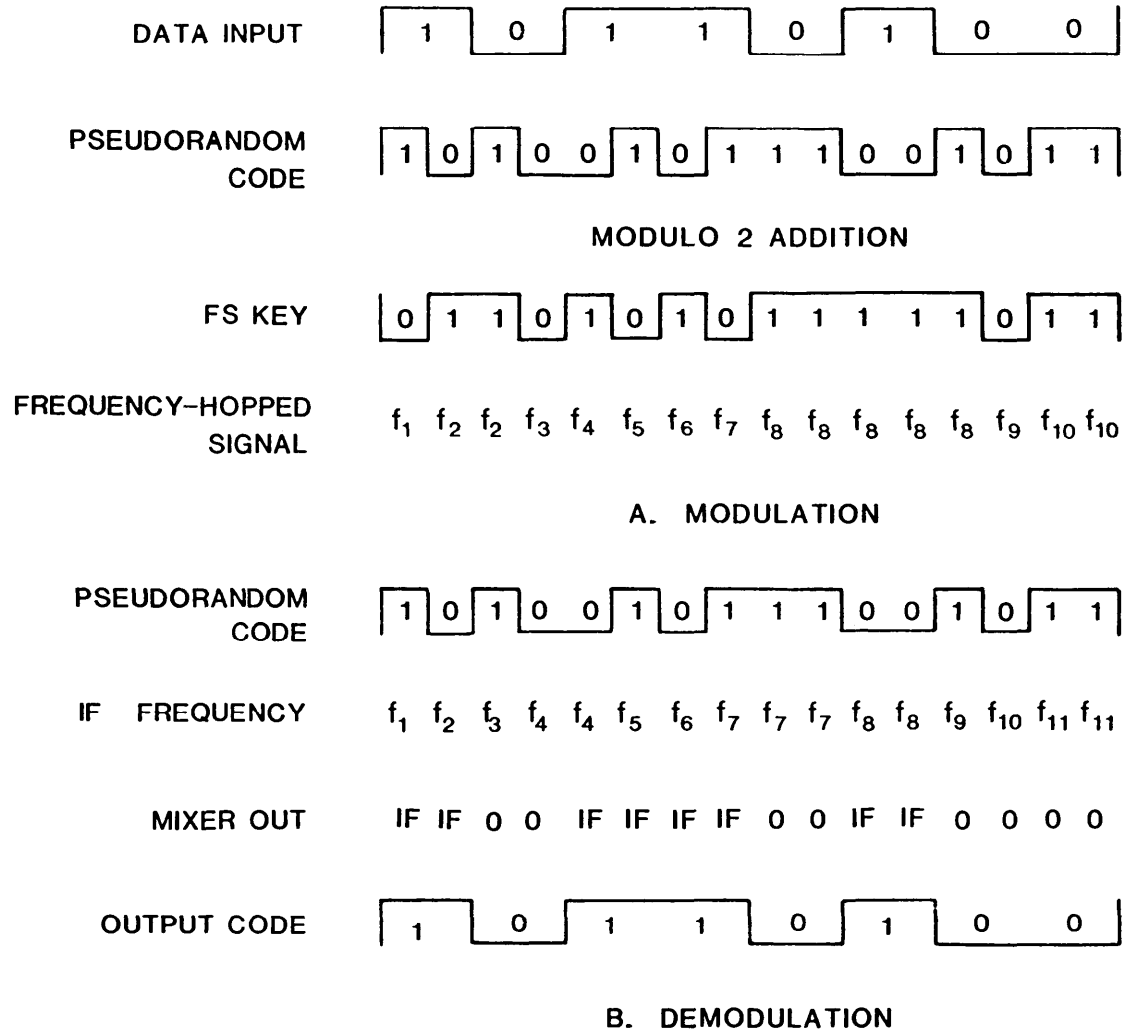 DATA INPUT 1 0 1 1 0 1 0 0
PSEUDORANDOM
CODE
1 0 1 0 0 1 0 1 1 1 0 0 1 0 1 1
MODULO 2 ADDITION
FS KEY 0 1 1 0 1 0 1 0 1 1 1 1 1 0 1 1
FREQUENCY-HOPPED
SIGNAL
f1 f2 f2 f3 f4 f5 f6 f7 f8 f8 f8 f8 f8 f9 f10 f10
A. MODULATION
PSEUDORANDOM
CODE
1 0 1 0 0 1 0 1 1 1 0 0 1 0 1 1
IF FREQUENCY f1 f2 f3 f4 f4 f5 f6 f7 f7 f7 f8 f8 f9 f10 f11 f11
MIXER OUT IF IF 0 0 IF IF IF IF 0 0 IF IF 0 0 0 0
OUTPUT CODE 1 0 1 1 0 1 0 0
B. DEMODULATION